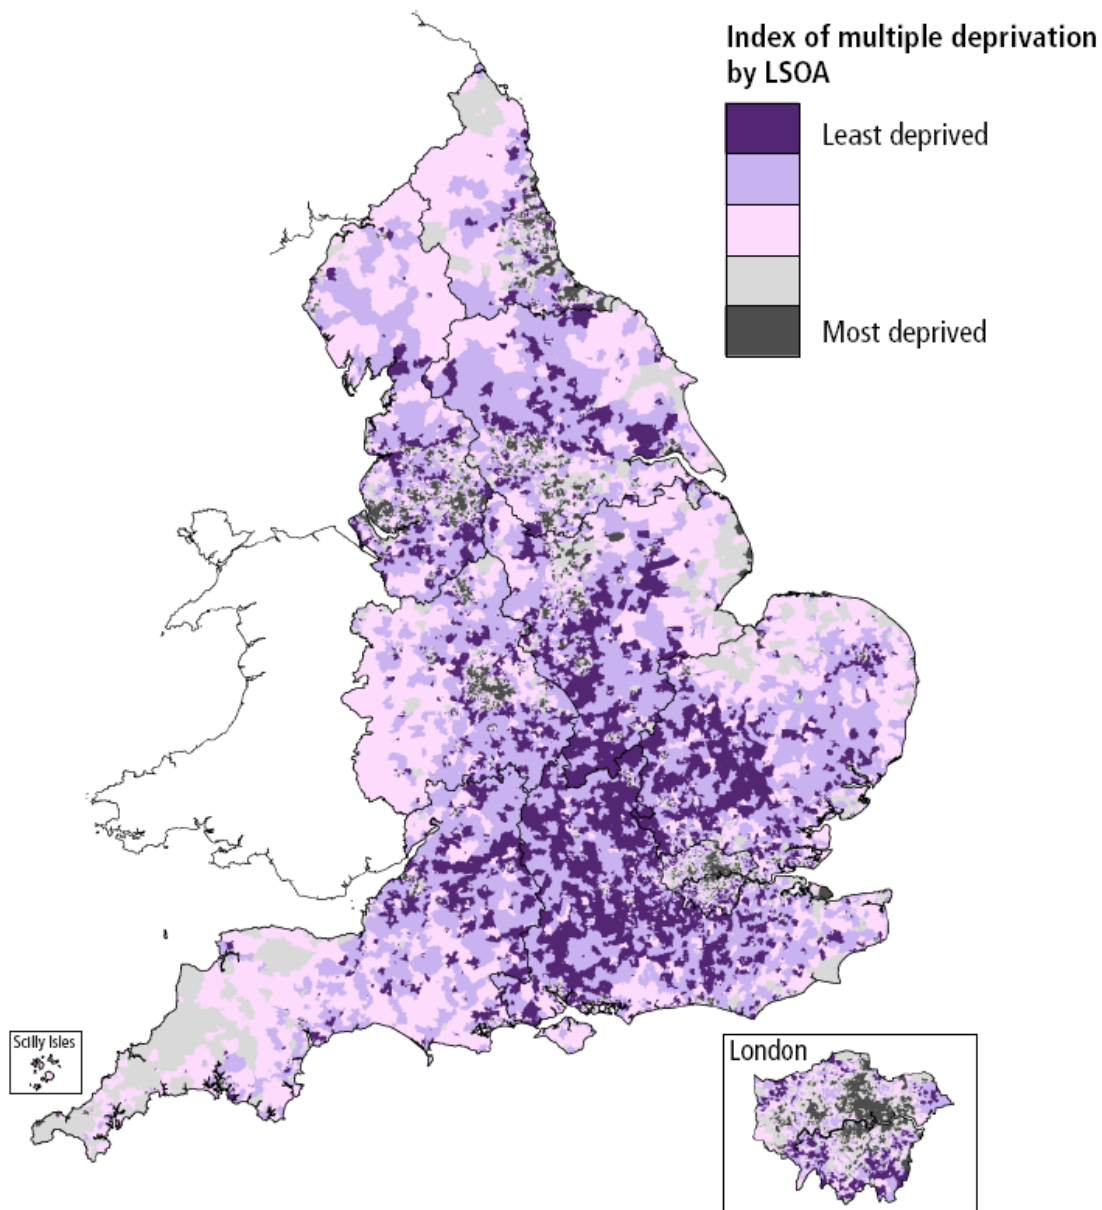 Index of multiple deprivation
by LSOA
Least deprived
Most deprived
Scilly Isles
London